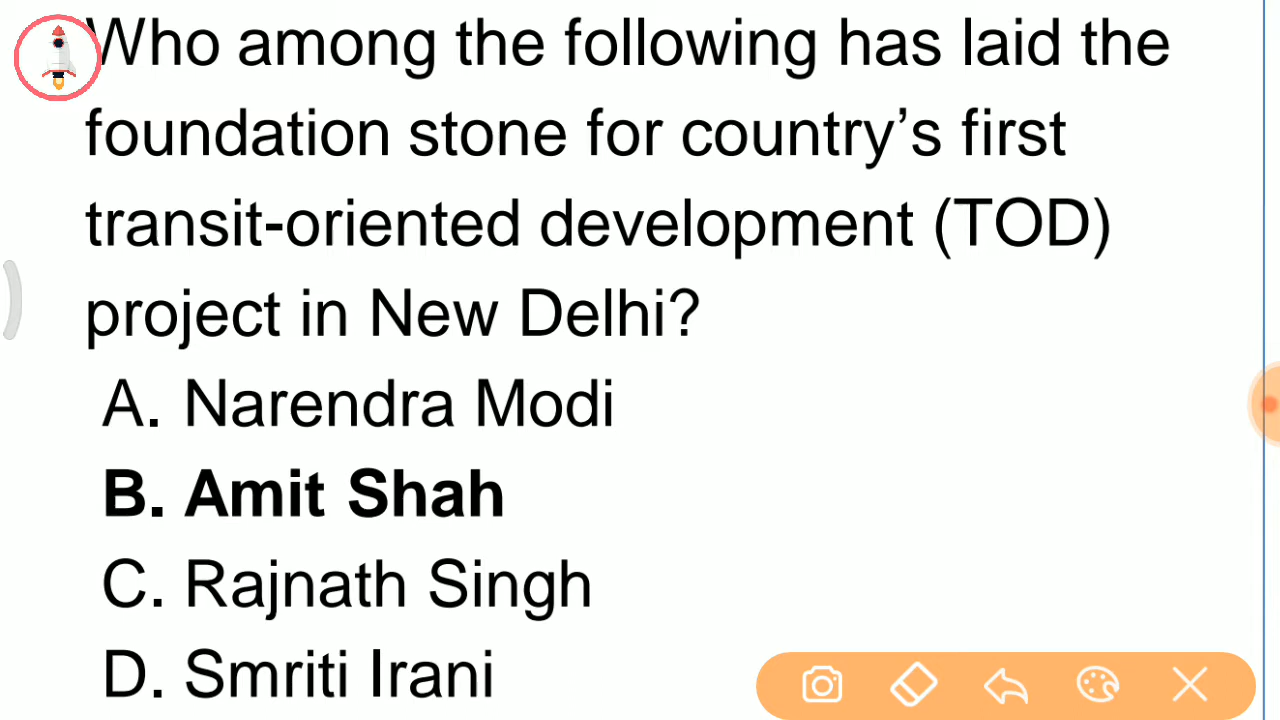 Who among the following has laid the
foundation stone for country’s first
transit-oriented development (TOD)
project in New Delhi?
A. Narendra Modi
B. Amit Shah
C. Rajnath Singh
D. Smriti Irani